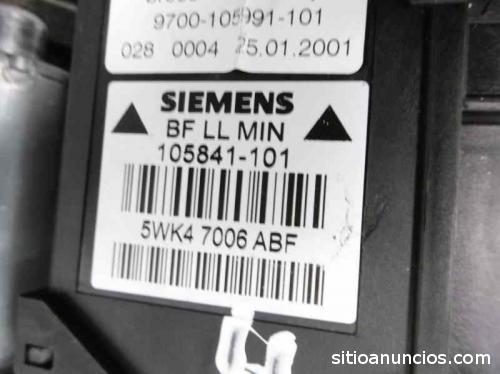 9700-105991-101
028 0004 25.01.2001
SIEMENS
BF LL MIN
105841-101
5WK4 7006 ABF
sitioanuncios.com